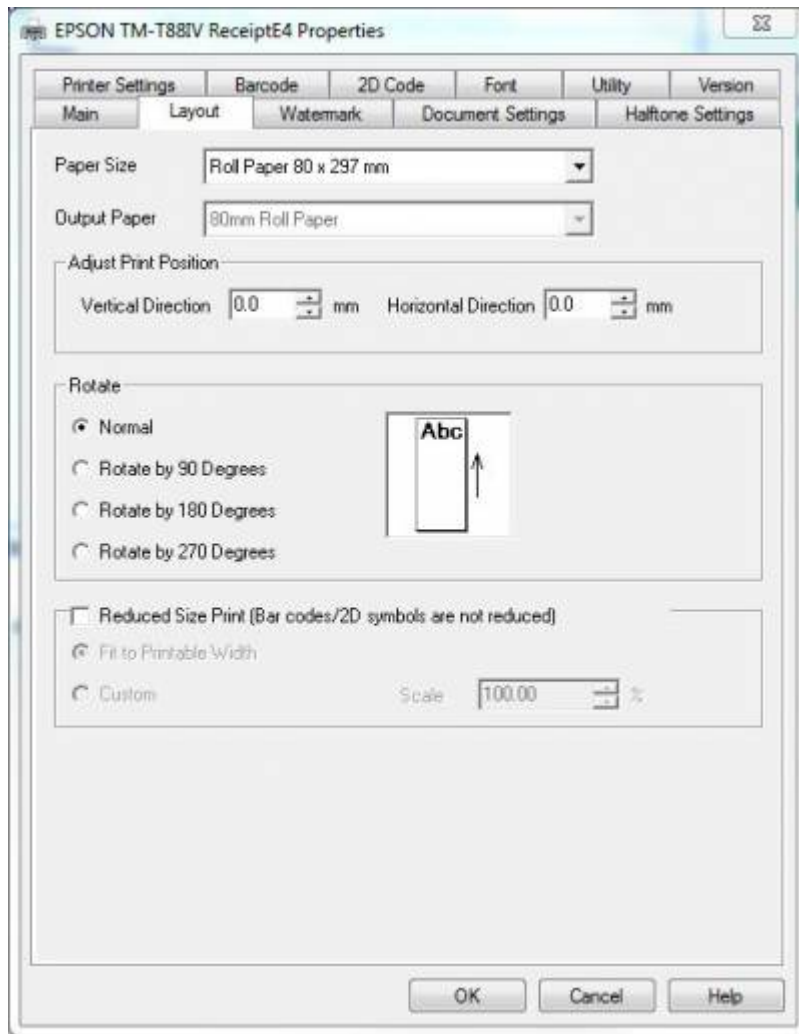 EPSON TM-T88IV ReceiptE4 Properties
Printer Settings Barcode 2D Code Font Utility Version
Main Layout Watermark Document Settings Halftone Settings
Paper Size Roll Paper 80 x 297 mm
Output Paper 80mm Roll Paper
Adjust Print Position
Vertical Direction 0.0 mm Horizontal Direction 0.0 mm
Rotate
Normal
Abc
Rotate by 90 Degrees
Rotate by 180 Degrees
Rotate by 270 Degrees
Reduced Size Print (Bar codes/2D symbols are not reduced)
Fit to Printable Width
Custom Scale 100.00 %
OK Cancel Help